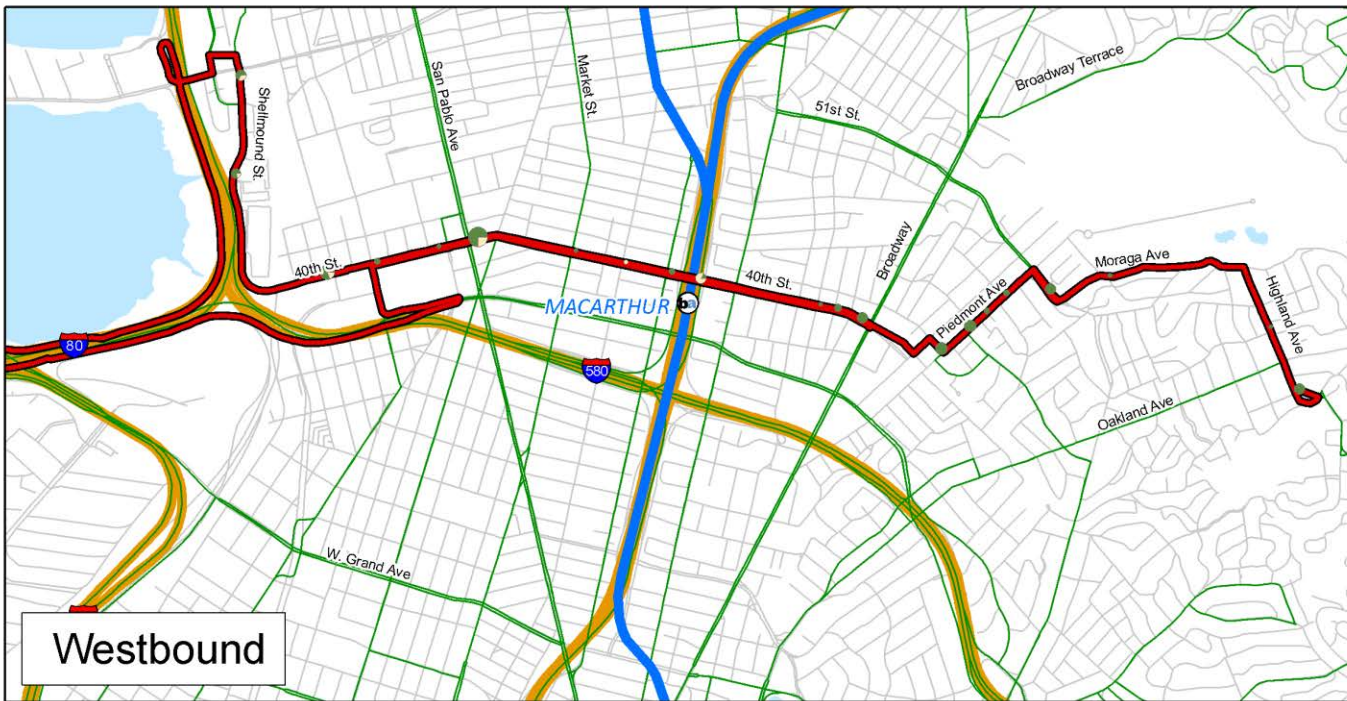 Broadway Terrace
San Pablo Ave
Market St.
51st St.
Shellmound St.
Broadway
Moraga Ave
40th St.
40th St.
MACARTHUR ba
Piedmont Ave
Highland Ave
80
580
Oakland Ave
W. Grand Ave
Westbound